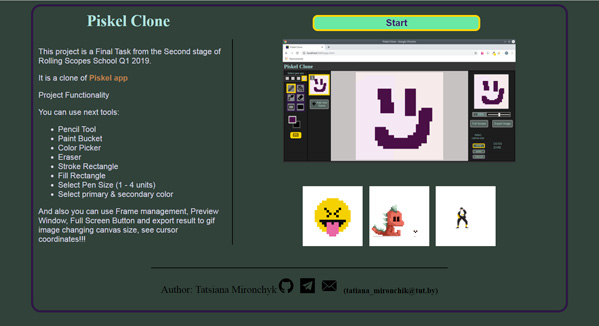 Piskel Clone
Start
This project is a Final Task from the Second stage of
Rolling Scopes School Q1 2019.
It is a clone of Piskel app
Project Functionality
You can use next tools:
Pencil Tool
Paint Bucket
Color Picker
Eraser
Stroke Rectangle
Fill Rectangle
Select Pen Size (1 - 4 units)
Select primary & secondary color
And also you can use Frame management, Preview
Window, Full Screen Button and export result to gif
image changing canvas size, see cursor
coordinates!!!
Piskel Clone
Author: Tatsiana Mironchyk
(tatiana_mironchik@tut.by)